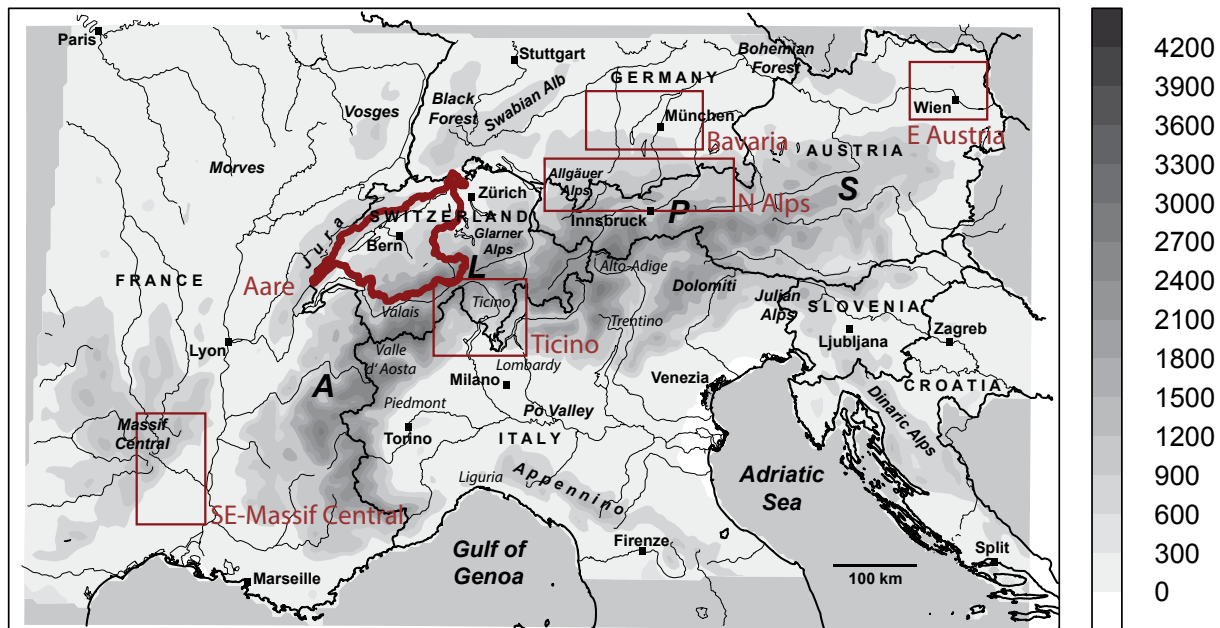 Paris
Stuttgart
Bohemian
Forest
GERMANY
Vosges
Black
Forest
Swabian Alb
München
Bavaria
Wien
E Austria
AUSTRIA
Morves
Zürich
Allgäuer
Alps
N Alps
S
P
Innsbruck
Jura
SWITZERLAND
Bern
Glarner
Alps
L
Aare
FRANCE
Alto-Adige
Dolomiti
Julian
Alps
SLOVENIA
Ljubljana
Zagreb
Valais
Ticino
Ticino
Trentino
Lyon
Valle
d'Aosta
Lombardy
Milano
Venezia
CROATIA
A
Piedmont
Po Valley
Dinaric Alps
Massif
Central
Torino
ITALY
Liguria
Appennino
Adriatic
Sea
SE-Massif Central
Gulf of
Genoa
Firenze
Split
Marseille
100 km
4200
3900
3600
3300
3000
2700
2400
2100
1800
1500
1200
900
600
300
0